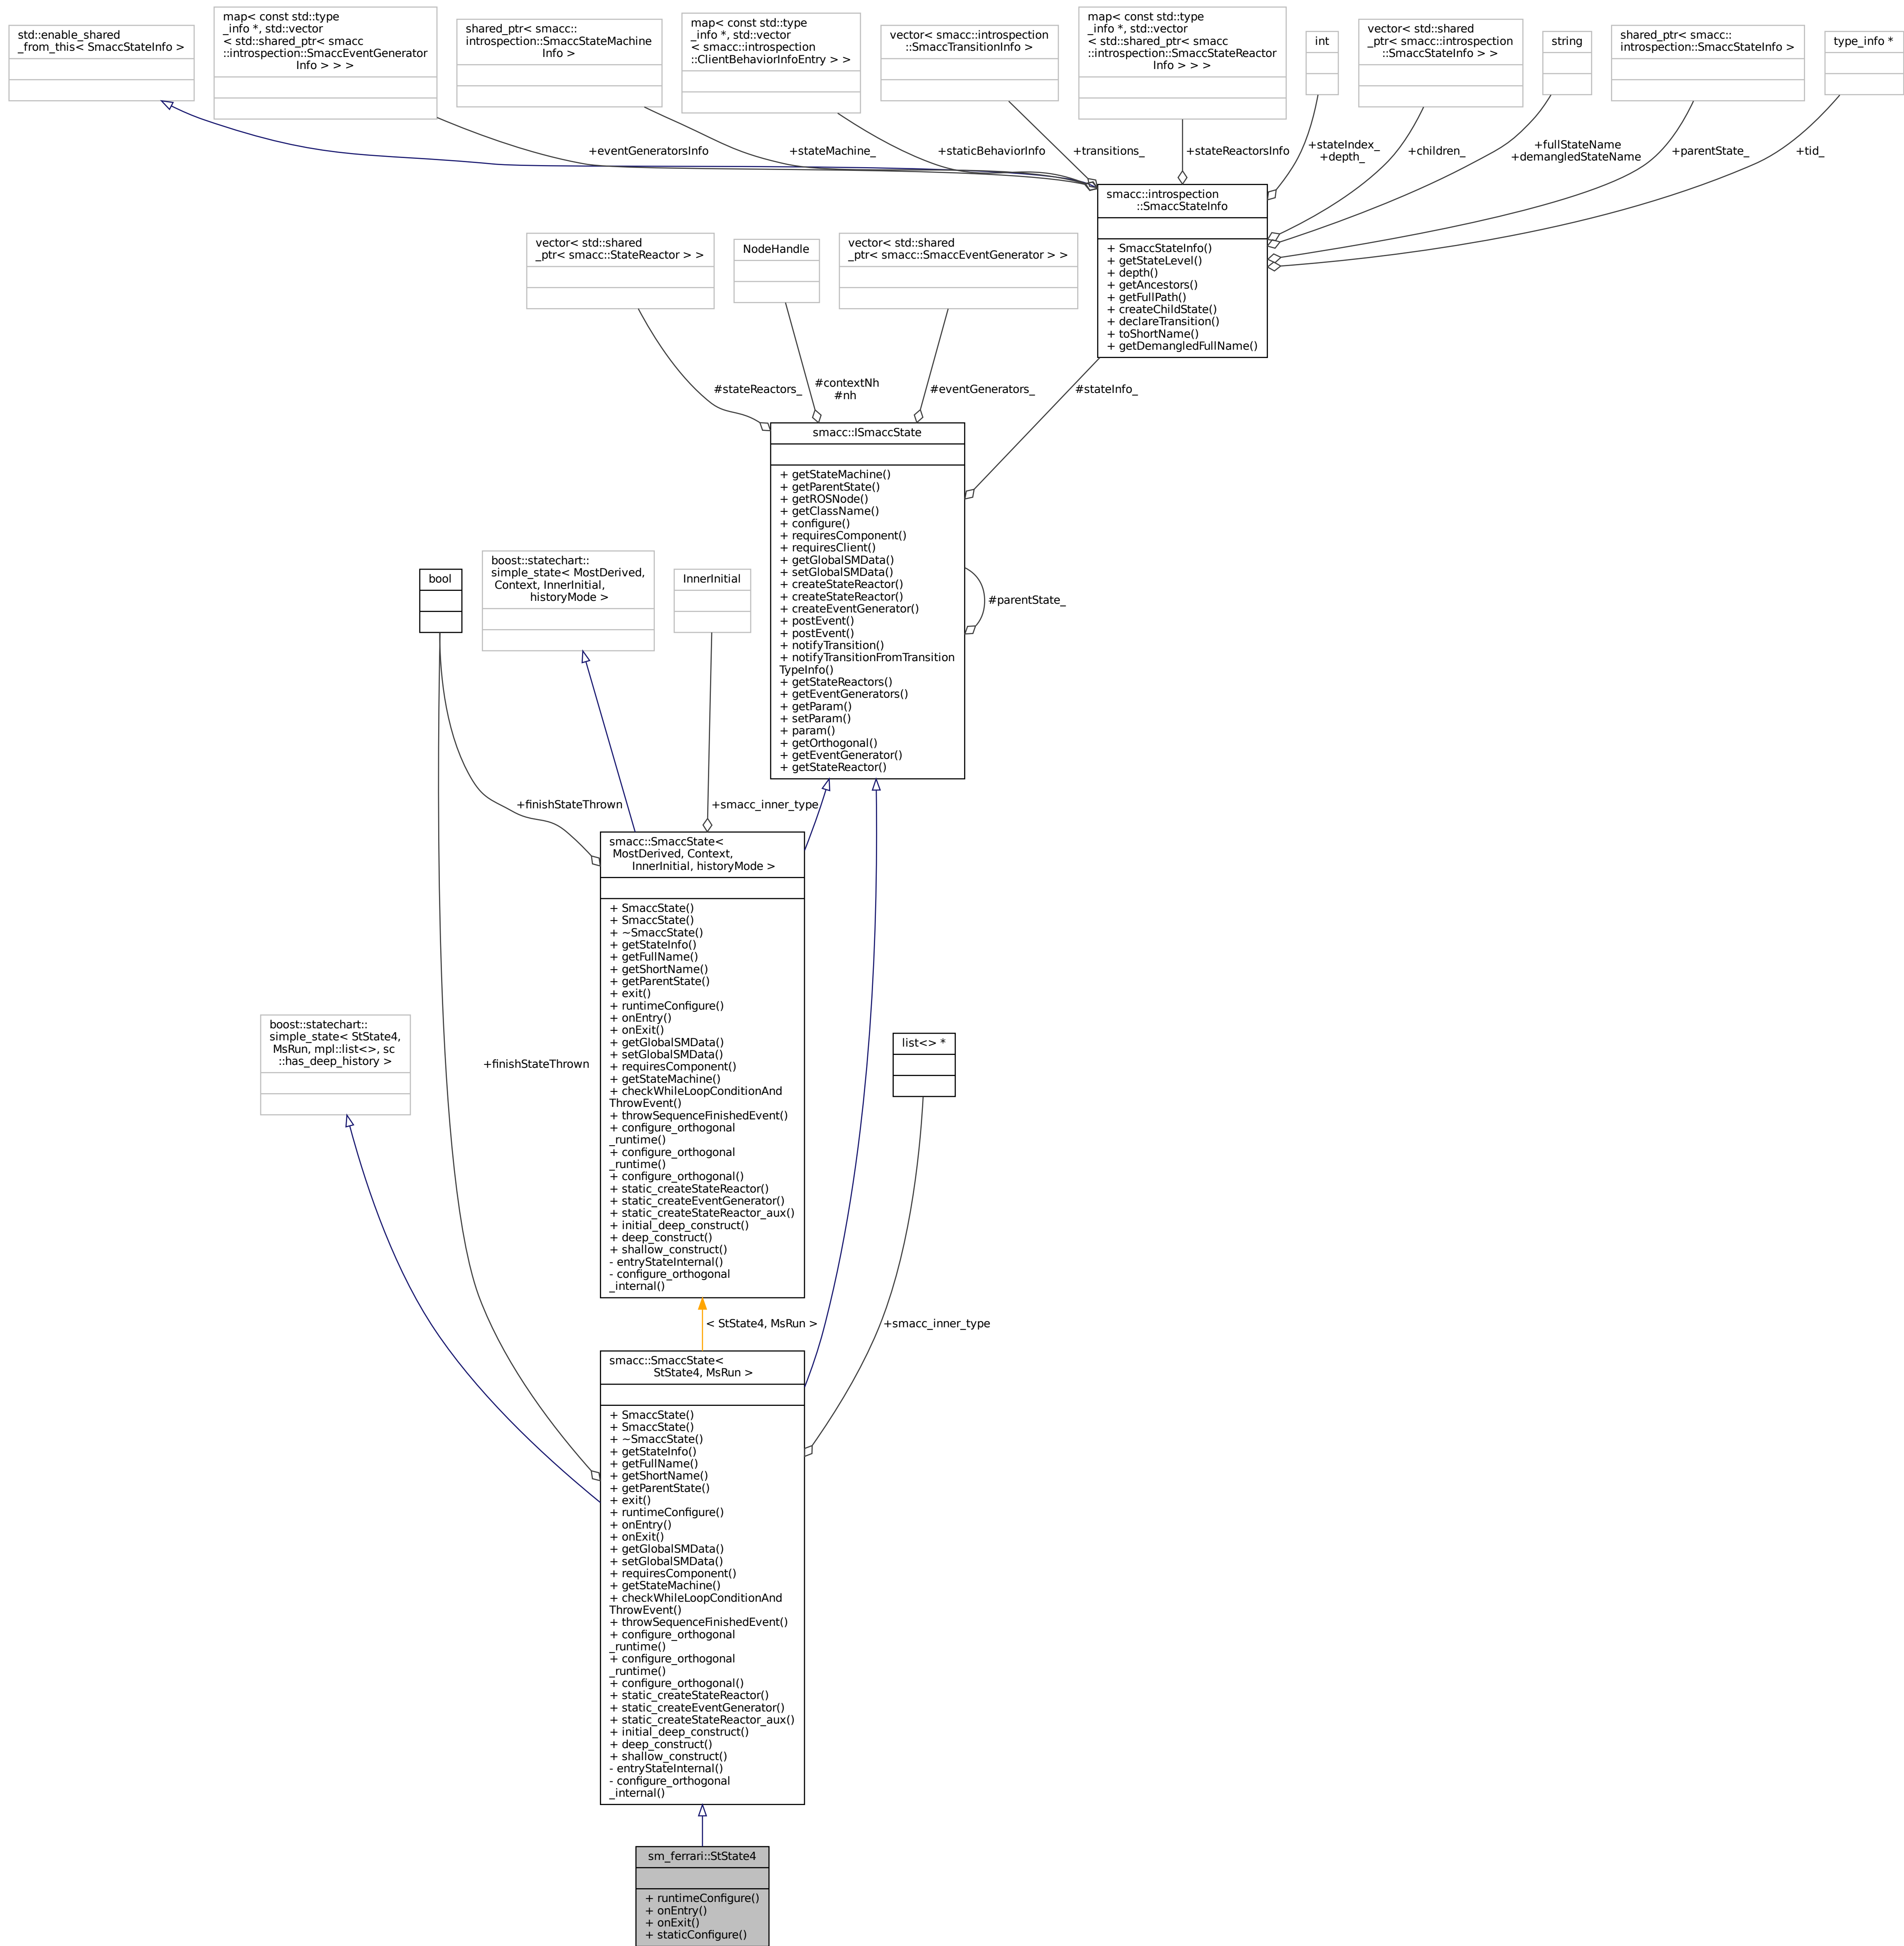 std::enable_shared
_from_this< SmaccStateInfo >
map< const std::type
_info *, std::vector
< std::shared_ptr< smacc
::introspection::SmaccEventGenerator
Info > > >
shared_ptr< smacc::
introspection::SmaccStateMachine
Info >
map< const std::type
_info *, std::vector
< smacc::introspection
::ClientBehaviorInfoEntry > >
vector< smacc::introspection
::SmaccTransitionInfo >
map< const std::type
_info *, std::vector
< std::shared_ptr< smacc
::introspection::SmaccStateReactor
Info > > >
int
vector< std::shared
_ptr< smacc::introspection
::SmaccStateInfo > >
string
shared_ptr< smacc::
introspection::SmaccStateInfo >
type_info *
+eventGeneratorsInfo
+stateMachine_
+staticBehaviorInfo
+transitions_
+stateReactorsInfo
+stateIndex_
+depth_
+children_
+fullStateName
+demangledStateName
+parentState_
+tid_
smacc::introspection
::SmaccStateInfo
+ SmaccStateInfo()
+ getStateLevel()
+ depth()
+ getAncestors()
+ getFullPath()
+ createChildState()
+ declareTransition()
+ toShortName()
+ getDemangledFullName()
vector< std::shared
_ptr< smacc::StateReactor > >
NodeHandle
vector< std::shared
_ptr< smacc::SmaccEventGenerator > >
#stateReactors_
#contextNh
#nh
#eventGenerators_
#stateInfo_
smacc::ISmaccState
+ getStateMachine()
+ getParentState()
+ getROSNode()
+ getClassName()
+ configure()
+ requiresComponent()
+ requiresClient()
+ getGlobalSMData()
+ setGlobalSMData()
+ createStateReactor()
+ createStateReactor()
+ createEventGenerator()
+ postEvent()
+ postEvent()
+ notifyTransition()
+ notifyTransitionFromTransition
TypeInfo()
+ getStateReactors()
+ getEventGenerators()
+ getParam()
+ setParam()
+ param()
+ getOrthogonal()
+ getEventGenerator()
+ getStateReactor()
#parentState_
bool
boost::statechart::
simple_state< MostDerived,
Context, InnerInitial,
historyMode >
InnerInitial
+finishStateThrown
+smacc_inner_type
smacc::SmaccState<
MostDerived, Context,
InnerInitial, historyMode >
+ SmaccState()
+ SmaccState()
+ ~SmaccState()
+ getStateInfo()
+ getFullName()
+ getShortName()
+ getParentState()
+ exit()
+ runtimeConfigure()
+ onEntry()
+ onExit()
+ getGlobalSMData()
+ setGlobalSMData()
+ requiresComponent()
+ getStateMachine()
+ checkWhileLoopConditionAnd
ThrowEvent()
+ throwSequenceFinishedEvent()
+ configure_orthogonal
_runtime()
+ configure_orthogonal
_runtime()
+ configure_orthogonal()
+ static_createStateReactor()
+ static_createEventGenerator()
+ static_createStateReactor_aux()
+ initial_deep_construct()
+ deep_construct()
+ shallow_construct()
- entryStateInternal()
- configure_orthogonal
_internal()
boost::statechart::
simple_state< StState4,
MsRun, mpl::list<>, sc
::has_deep_history >
+finishStateThrown
list<> *
< StState4, MsRun >
+smacc_inner_type
smacc::SmaccState<
StState4, MsRun >
+ SmaccState()
+ SmaccState()
+ ~SmaccState()
+ getStateInfo()
+ getFullName()
+ getShortName()
+ getParentState()
+ exit()
+ runtimeConfigure()
+ onEntry()
+ onExit()
+ getGlobalSMData()
+ setGlobalSMData()
+ requiresComponent()
+ getStateMachine()
+ checkWhileLoopConditionAnd
ThrowEvent()
+ throwSequenceFinishedEvent()
+ configure_orthogonal
_runtime()
+ configure_orthogonal
_runtime()
+ configure_orthogonal()
+ static_createStateReactor()
+ static_createEventGenerator()
+ static_createStateReactor_aux()
+ initial_deep_construct()
+ deep_construct()
+ shallow_construct()
- entryStateInternal()
- configure_orthogonal
_internal()
sm_ferrari::StState4
+ runtimeConfigure()
+ onEntry()
+ onExit()
+ staticConfigure()